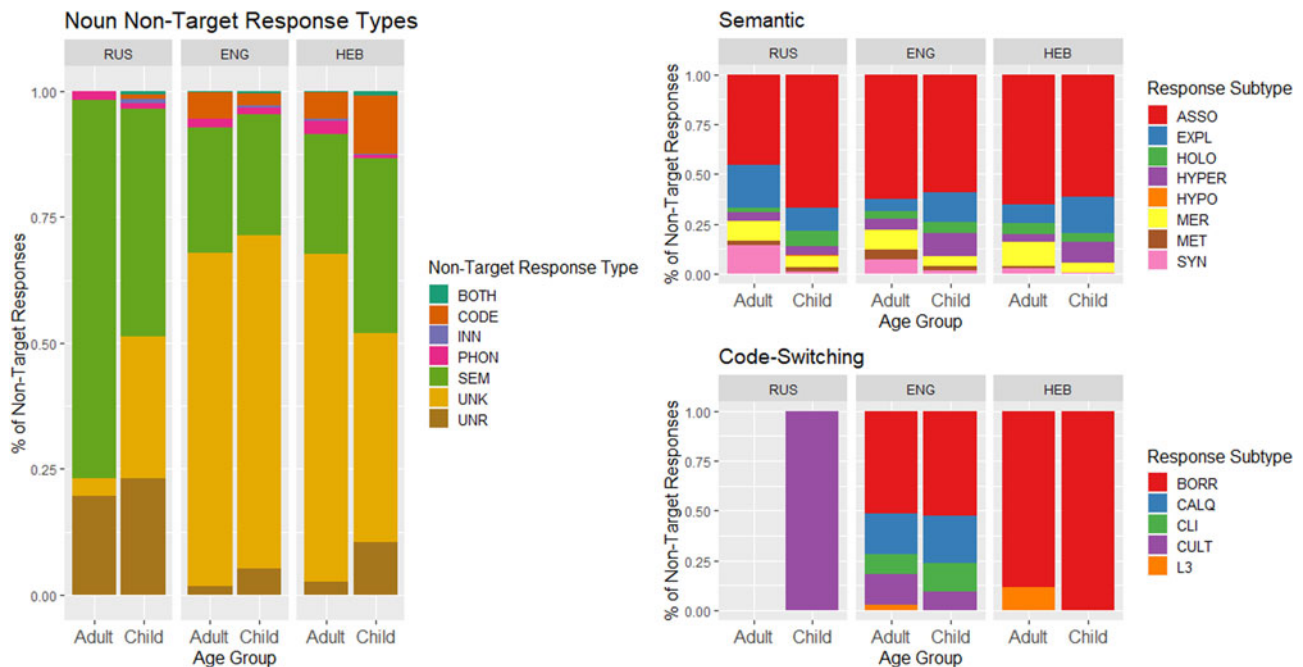 Noun Non-Target Response Types
RUS ENG HEB
% of Non-Target Responses
1.00
0.75
0.50
0.25
0.00
Adult Child Adult Child Adult Child
Age Group
Non-Target Response Type
BOTH
CODE
INN
PHON
SEM
UNK
UNR
Semantic
RUS ENG HEB
% of Non-Target Responses
1.00
0.75
0.50
0.25
0.00
Adult Child Adult Child Adult Child
Age Group
Response Subtype
ASSO
EXPL
HOLO
HYPER
HYPO
MER
MET
SYN
Code-Switching
RUS ENG HEB
% of Non-Target Responses
1.00
0.75
0.50
0.25
0.00
Adult Child Adult Child Adult Child
Age Group
Response Subtype
BORR
CALQ
CLI
CULT
L3